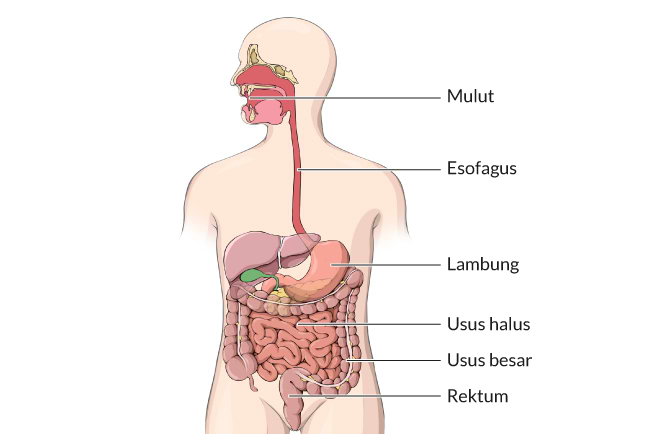 Mulut
Esofagus
Lambung
Usus halus
Usus besar
Rektum